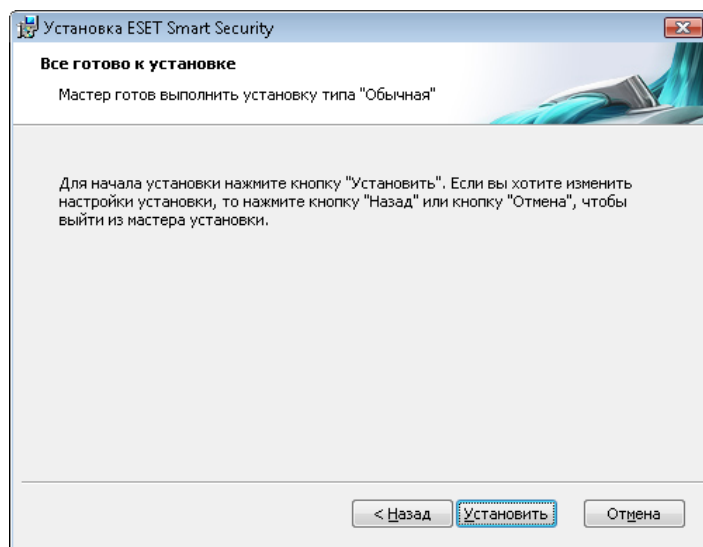 Установка ESET Smart Security
Все готово к установке
Мастер готов выполнить установку типа "Обычная"
Для начала установки нажмите кнопку "Установить". Если вы хотите изменить
настройки установки, то нажмите кнопку "Назад" или кнопку "Отмена", чтобы
выйти из мастера установки.
< Назад Установить Отмена